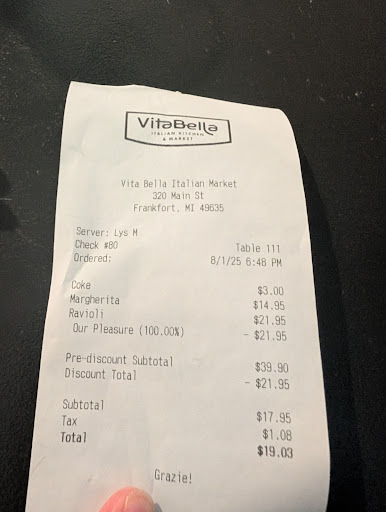 VitaBella
ITALIAN KITCHEN
& MARKET
Vita Bella Italian Market
320 Main St
Frankfort, MI 49635
Server: Lys M
Check #80 Table 111
Ordered: 8/1/25 6:48 PM
Coke $3.00
Margherita $14.95
Ravioli $21.95
Our Pleasure (100.00%) - $21.95
Pre-discount Subtotal $39.90
Discount Total - $21.95
Subtotal $17.95
Tax $1.08
Total $19.03
Grazie!